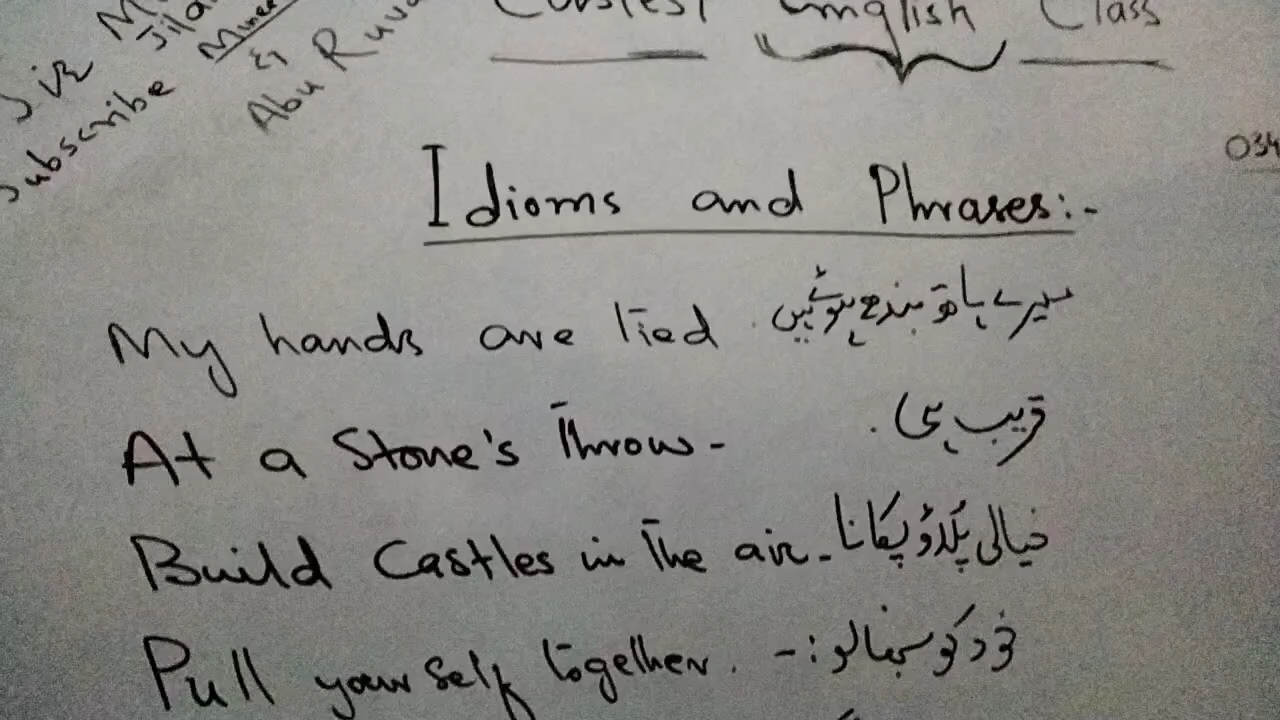 Sir
Subscribe
Abu
English Class
Idioms and Phrases:-
My hands are tied میرے ہاتھ بندھے ہوئے ہیں
At a Stone's Throw - قریب ہی.
Build Castles in The air - خیالی پلاؤ پکانا
Pull yourself together. خود کو سنبھالو :-